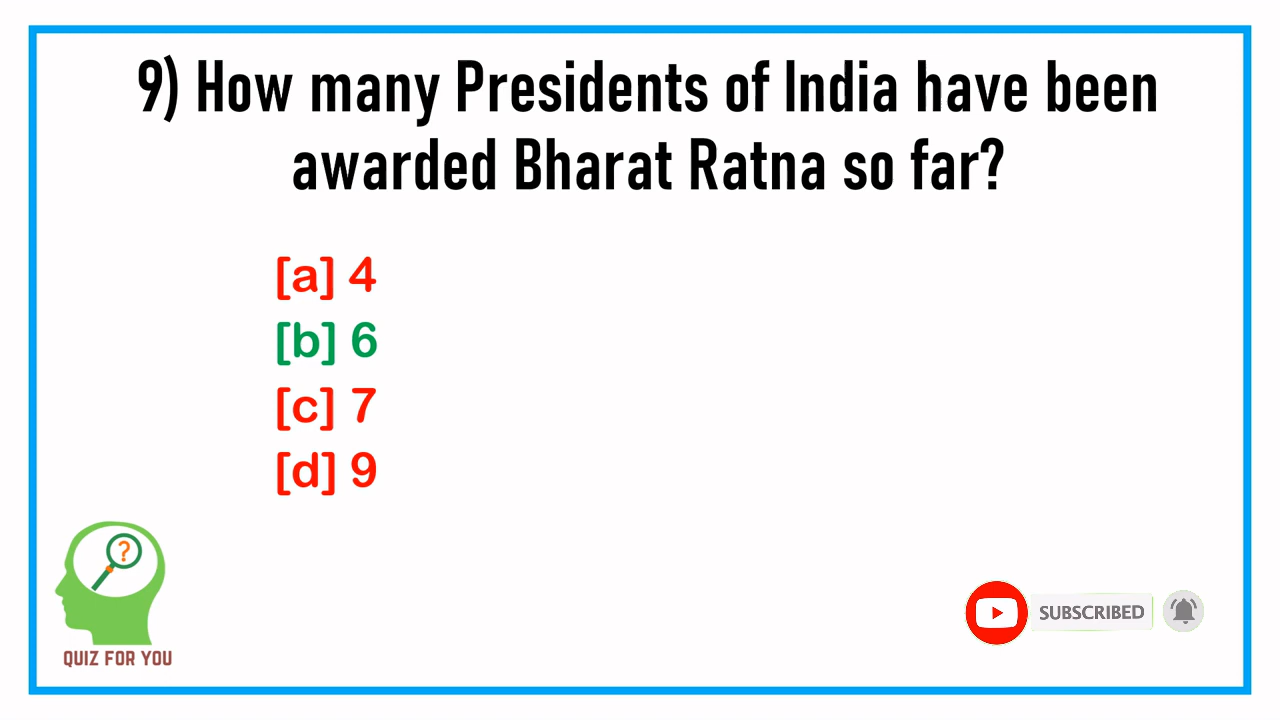 9) How many Presidents of India have been
awarded Bharat Ratna so far?
[a] 4
[b] 6
[c] 7
[d] 9
?
QUIZ FOR YOU
SUBSCRIBED